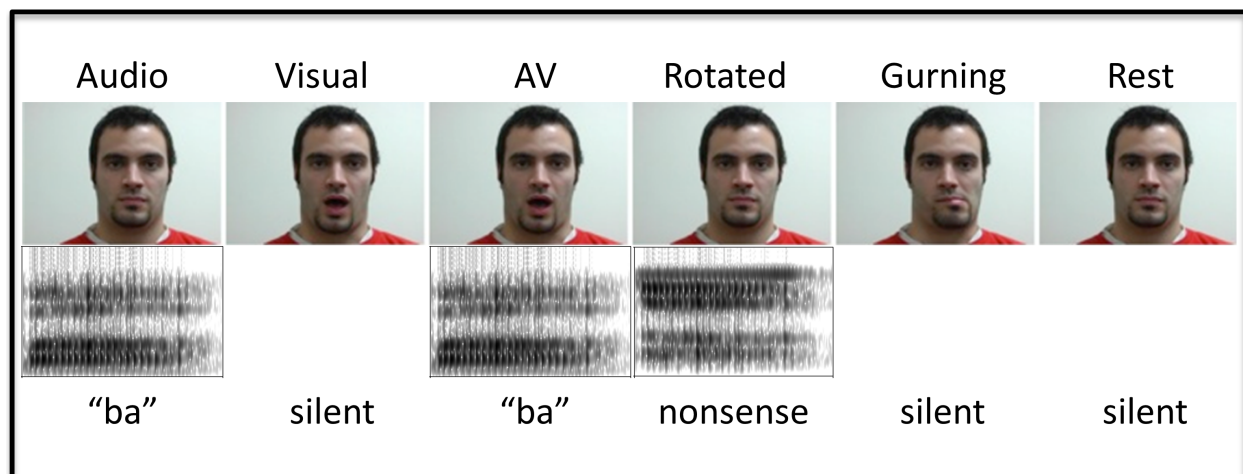 Audio Visual AV Rotated Gurning Rest
“ba” silent “ba” nonsense silent silent